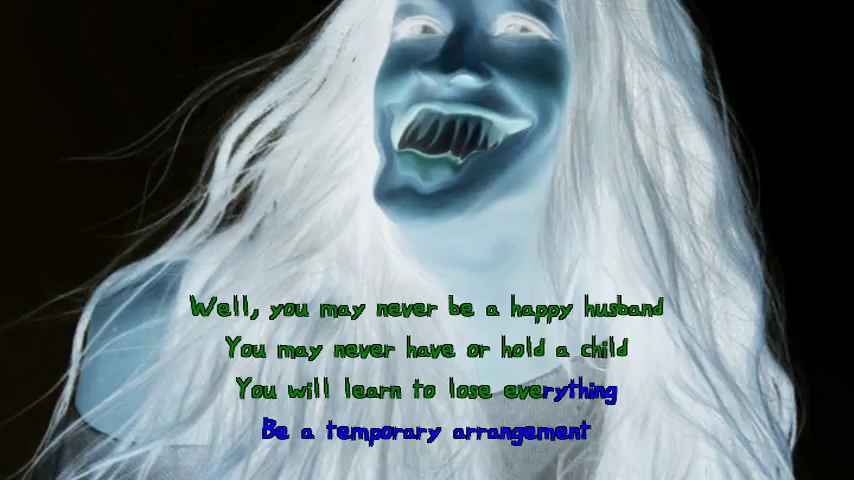 Well, you may never be a happy husband
You may never have or hold a child
You will learn to lose everything
Be a temporary arrangement